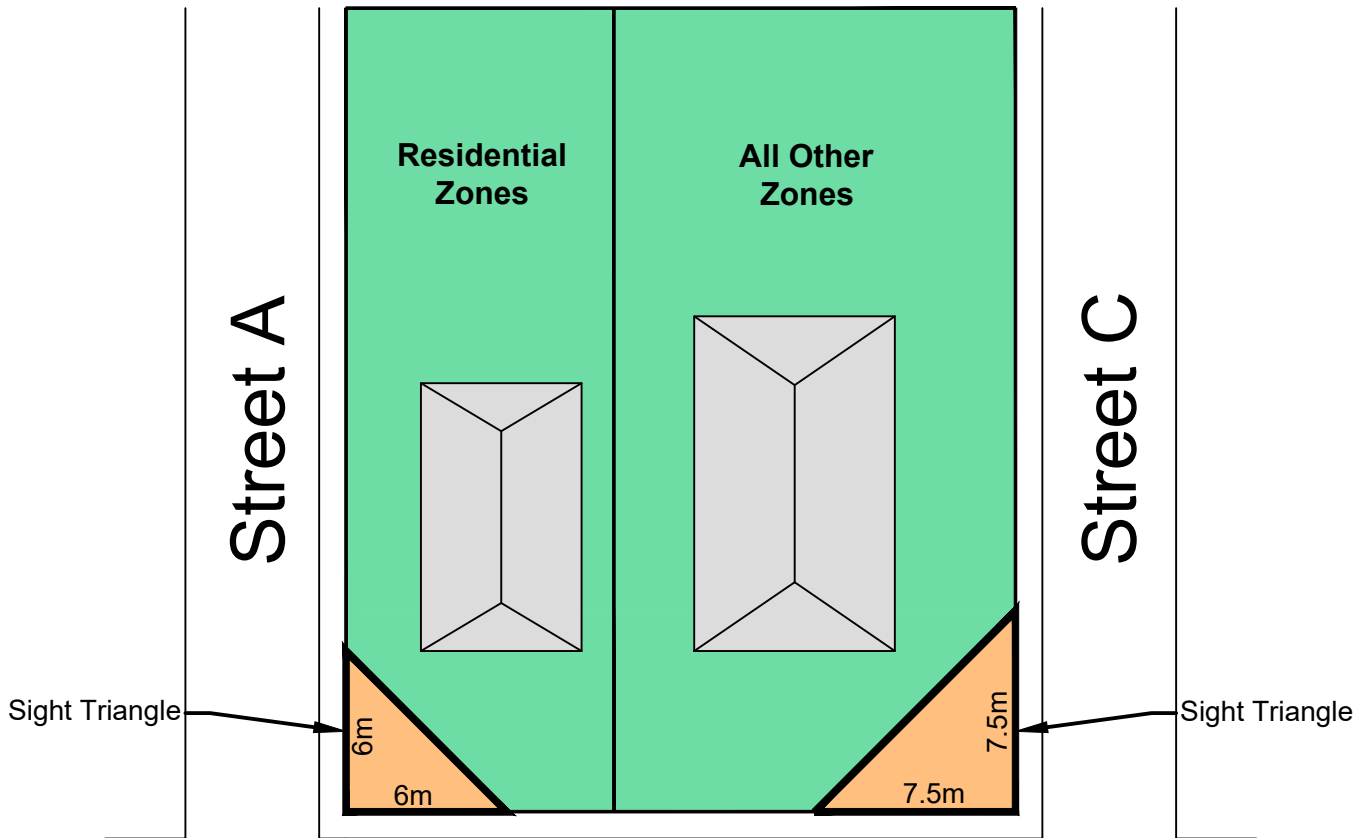 Residential
Zones
All Other
Zones
Street A
Street C
Sight Triangle
6m
6m
7.5m
7.5m
Sight Triangle